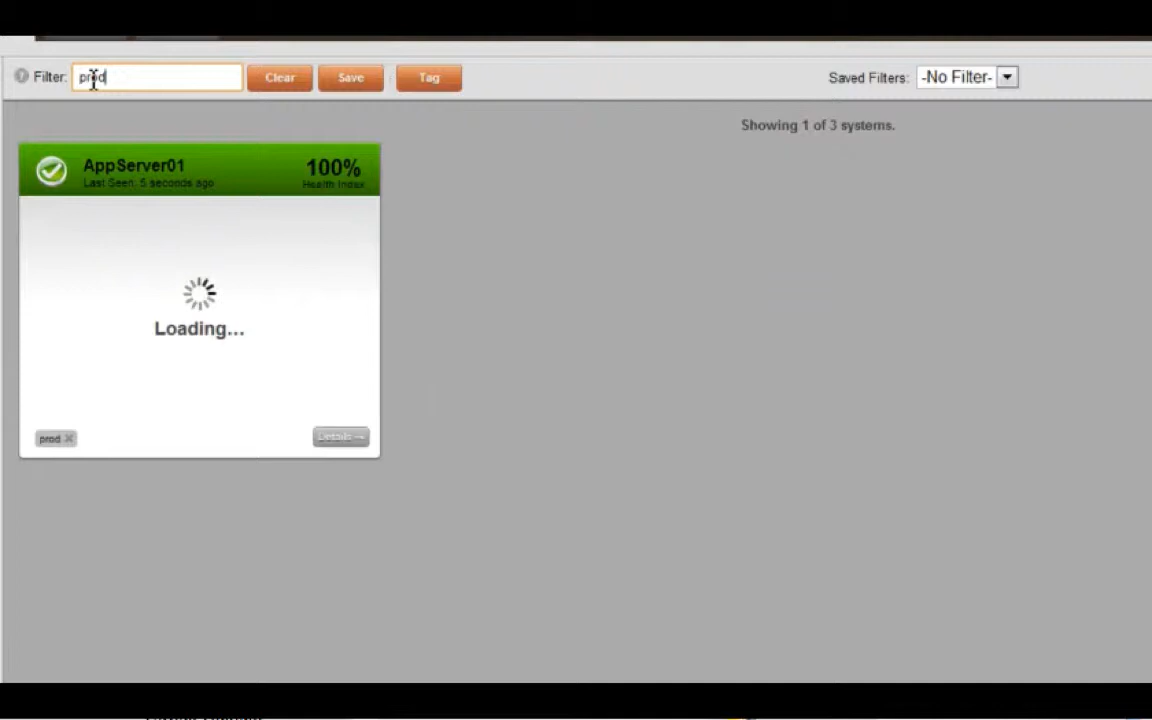 Filter: prod Clear Save Tag Saved Filters: -No Filter-
Showing 1 of 3 systems.
AppServer01 100%
Last Seen: 5 seconds ago Health Index
Loading...
prod Details